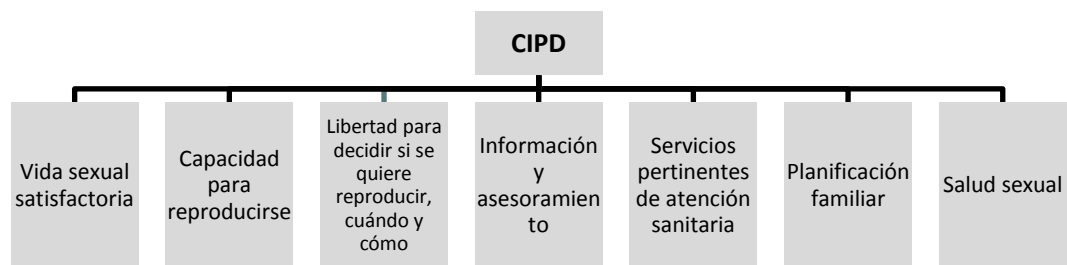 CIPD
Vida sexual
satisfactoria
Capacidad
para
reproducirse
Libertad para
decidir si se
quiere
reproducir,
cuándo y
cómo
Información
y
asesoramien
to
Servicios
pertinentes
de atención
sanitaria
Planificación
familiar
Salud sexual